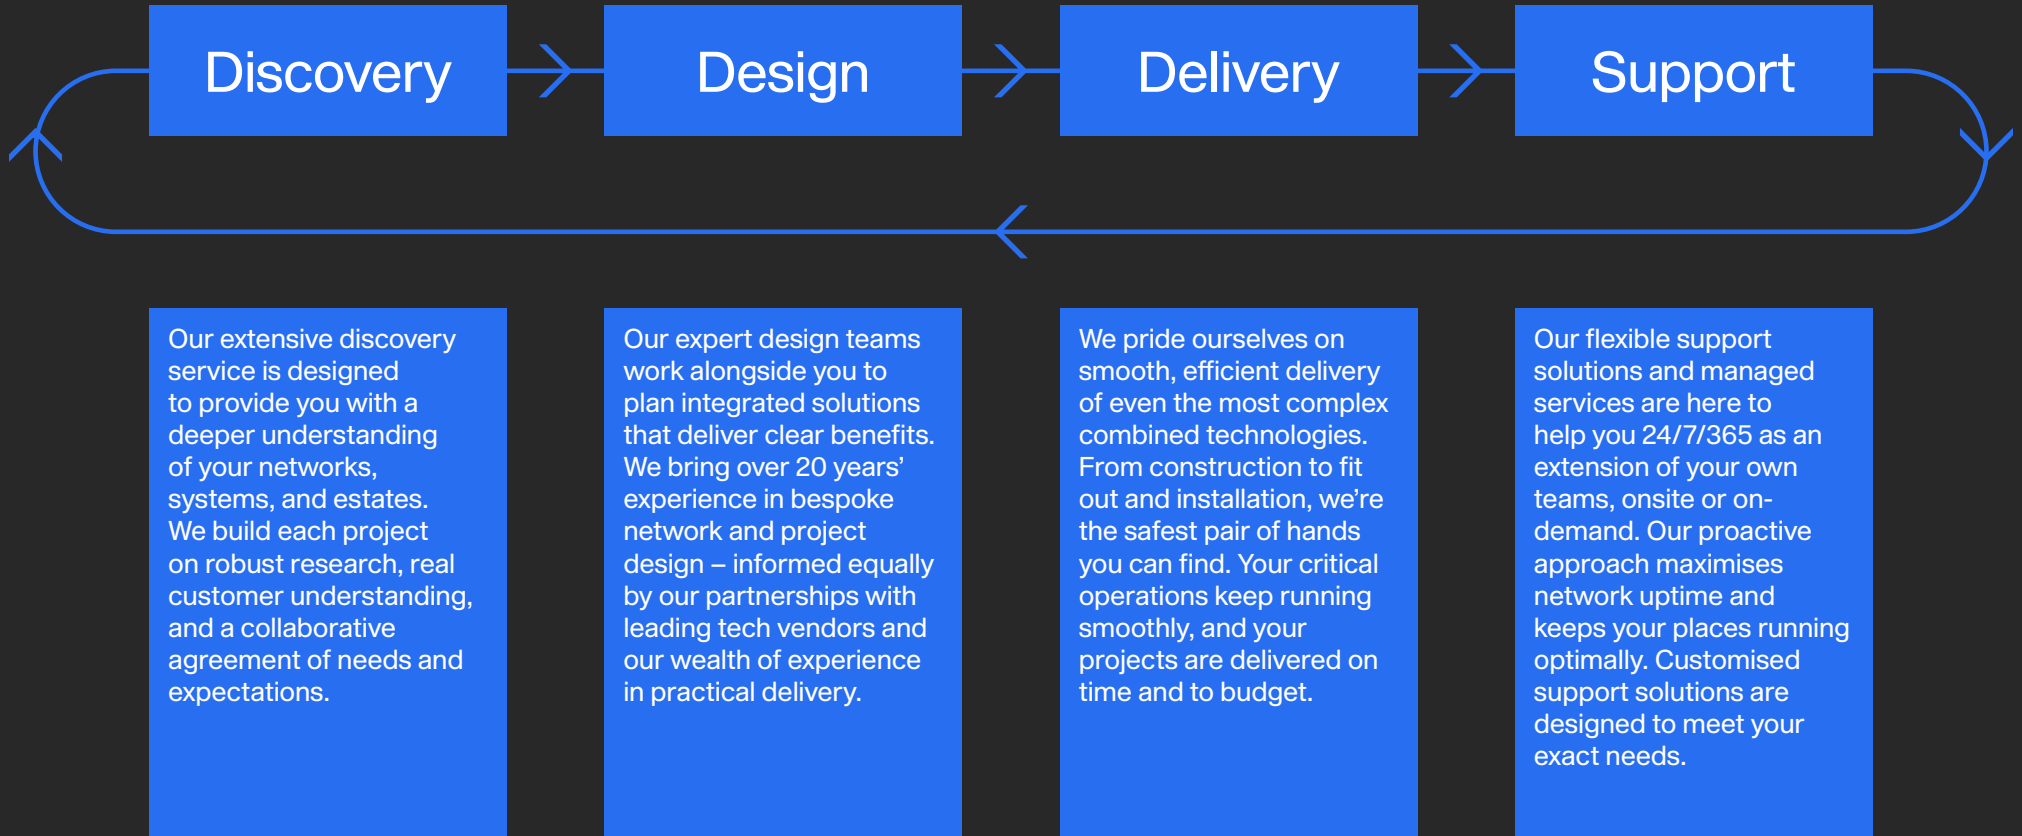 Discovery
Design
Delivery
Support
Our extensive discovery
service is designed
to provide you with a
deeper understanding
of your networks,
systems, and estates.
We build each project
on robust research, real
customer understanding,
and a collaborative
agreement of needs and
expectations.
Our expert design teams
work alongside you to
plan integrated solutions
that deliver clear benefits.
We bring over 20 years’
experience in bespoke
network and project
design – informed equally
by our partnerships with
leading tech vendors and
our wealth of experience
in practical delivery.
We pride ourselves on
smooth, efficient delivery
of even the most complex
combined technologies.
From construction to fit
out and installation, we’re
the safest pair of hands
you can find. Your critical
operations keep running
smoothly, and your
projects are delivered on
time and to budget.
Our flexible support
solutions and managed
services are here to
help you 24/7/365 as an
extension of your own
teams, onsite or on-
demand. Our proactive
approach maximises
network uptime and
keeps your places running
optimally. Customised
support solutions are
designed to meet your
exact needs.